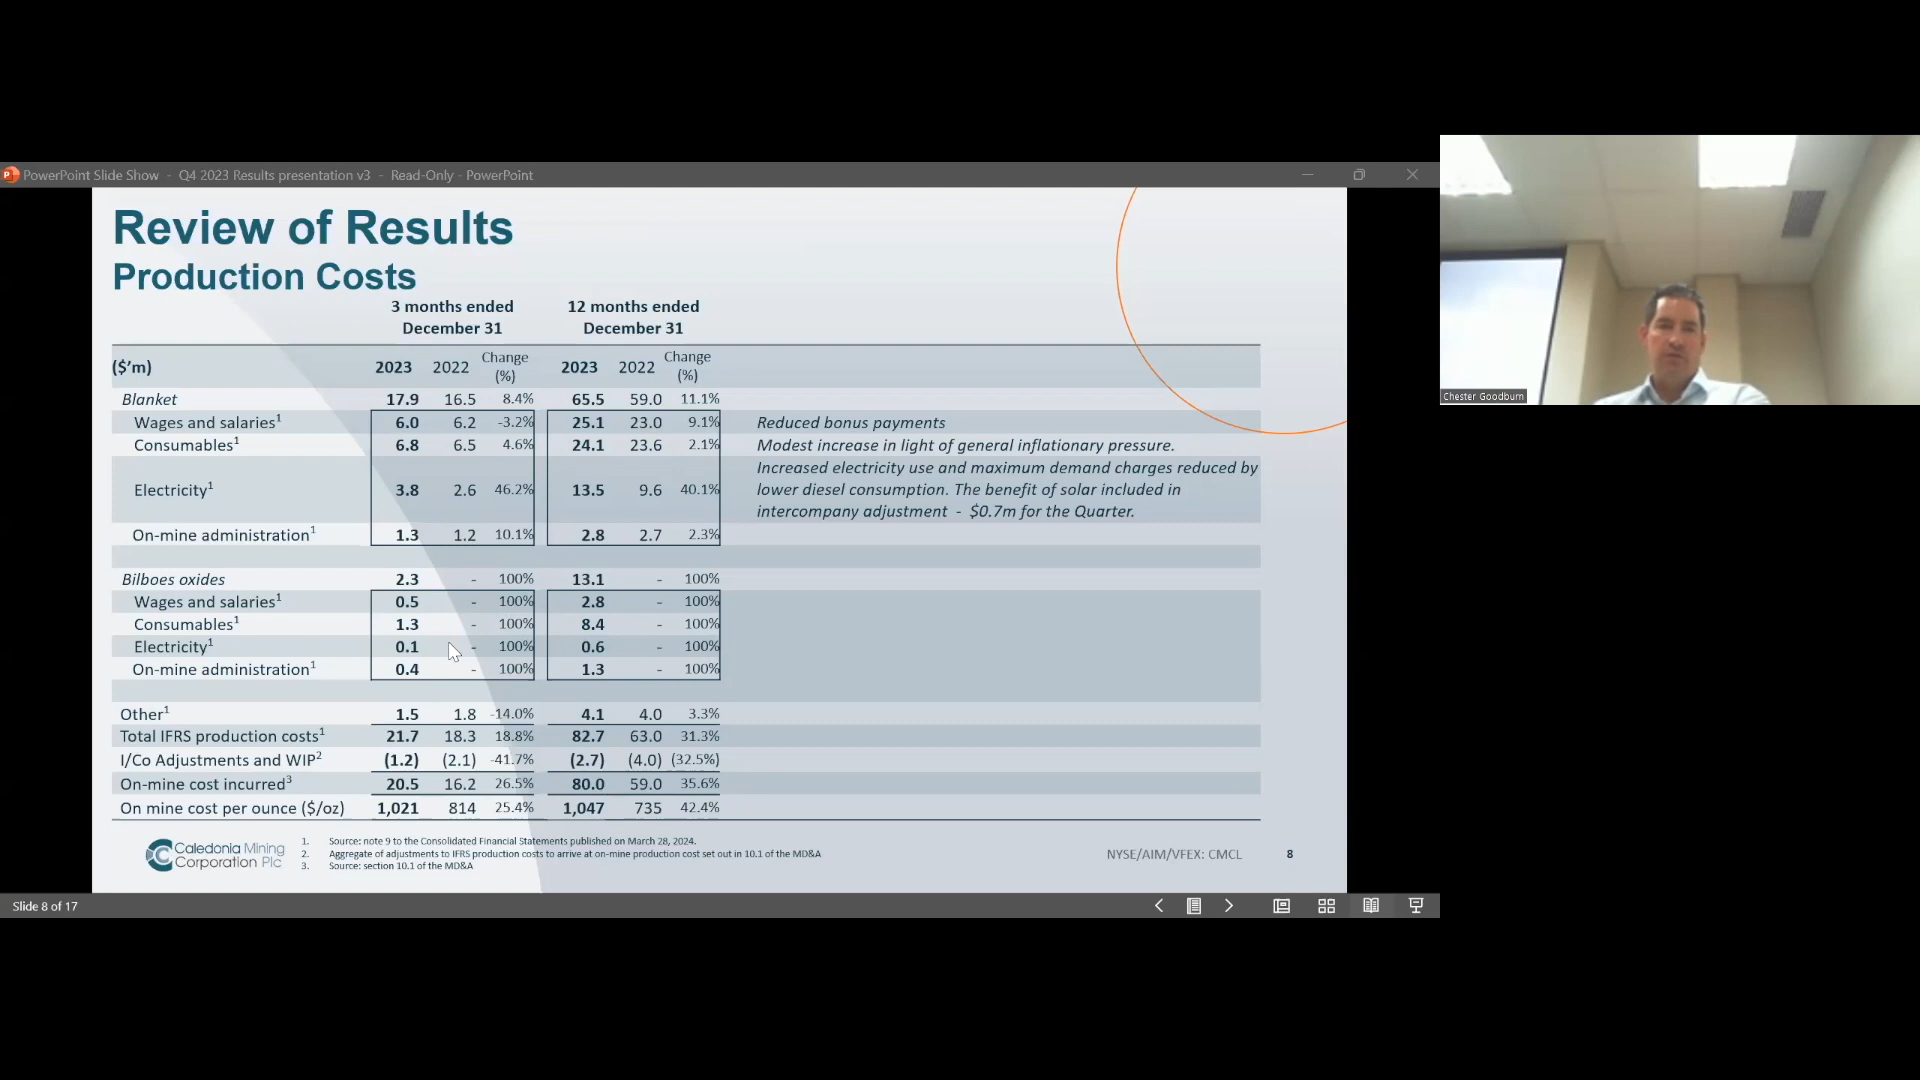 PowerPoint Slide Show - Q4 2023 Results presentation v3 - Read-Only - PowerPoint
Review of Results
Production Costs
3 months ended 12 months ended
December 31 December 31
($'m) 2023 2022 Change (%) 2023 2022 Change (%)
Blanket 17.9 16.5 8.4% 65.5 59.0 11.1%
Wages and salaries¹ 6.0 6.2 -3.2% 25.1 23.0 9.1% Reduced bonus payments
Consumables¹ 6.8 6.5 4.6% 24.1 23.6 2.1% Modest increase in light of general inflationary pressure.
Electricity¹ 3.8 2.6 46.2% 13.5 9.6 40.1% Increased electricity use and maximum demand charges reduced by
lower diesel consumption. The benefit of solar included in
intercompany adjustment - $0.7m for the Quarter.
On-mine administration¹ 1.3 1.2 10.1% 2.8 2.7 2.3%
Bilboes oxides 2.3 - 100% 13.1 - 100%
Wages and salaries¹ 0.5 - 100% 2.8 - 100%
Consumables¹ 1.3 - 100% 8.4 - 100%
Electricity¹ 0.1 - 100% 0.6 - 100%
On-mine administration¹ 0.4 - 100% 1.3 - 100%
Other¹ 1.5 1.8 -14.0% 4.1 4.0 3.3%
Total IFRS production costs¹ 21.7 18.3 18.8% 82.7 63.0 31.3%
I/Co Adjustments and WIP² (1.2) (2.1) -41.7% (2.7) (4.0) (32.5%)
On-mine cost incurred³ 20.5 16.2 26.5% 80.0 59.0 35.6%
On mine cost per ounce ($/oz) 1,021 814 25.4% 1,047 735 42.4%
Caledonia Mining
Corporation Plc
1. Source: note 9 to the Consolidated Financial Statements published on March 28, 2024.
2. Aggregate of adjustments to IFRS production costs to arrive at on-mine production cost set out in 10.1 of the MD&A
3. Source: section 10.1 of the MD&A
NYSE/AIM/VFEX: CMCL 8
Slide 8 of 17
Chester Goodburn